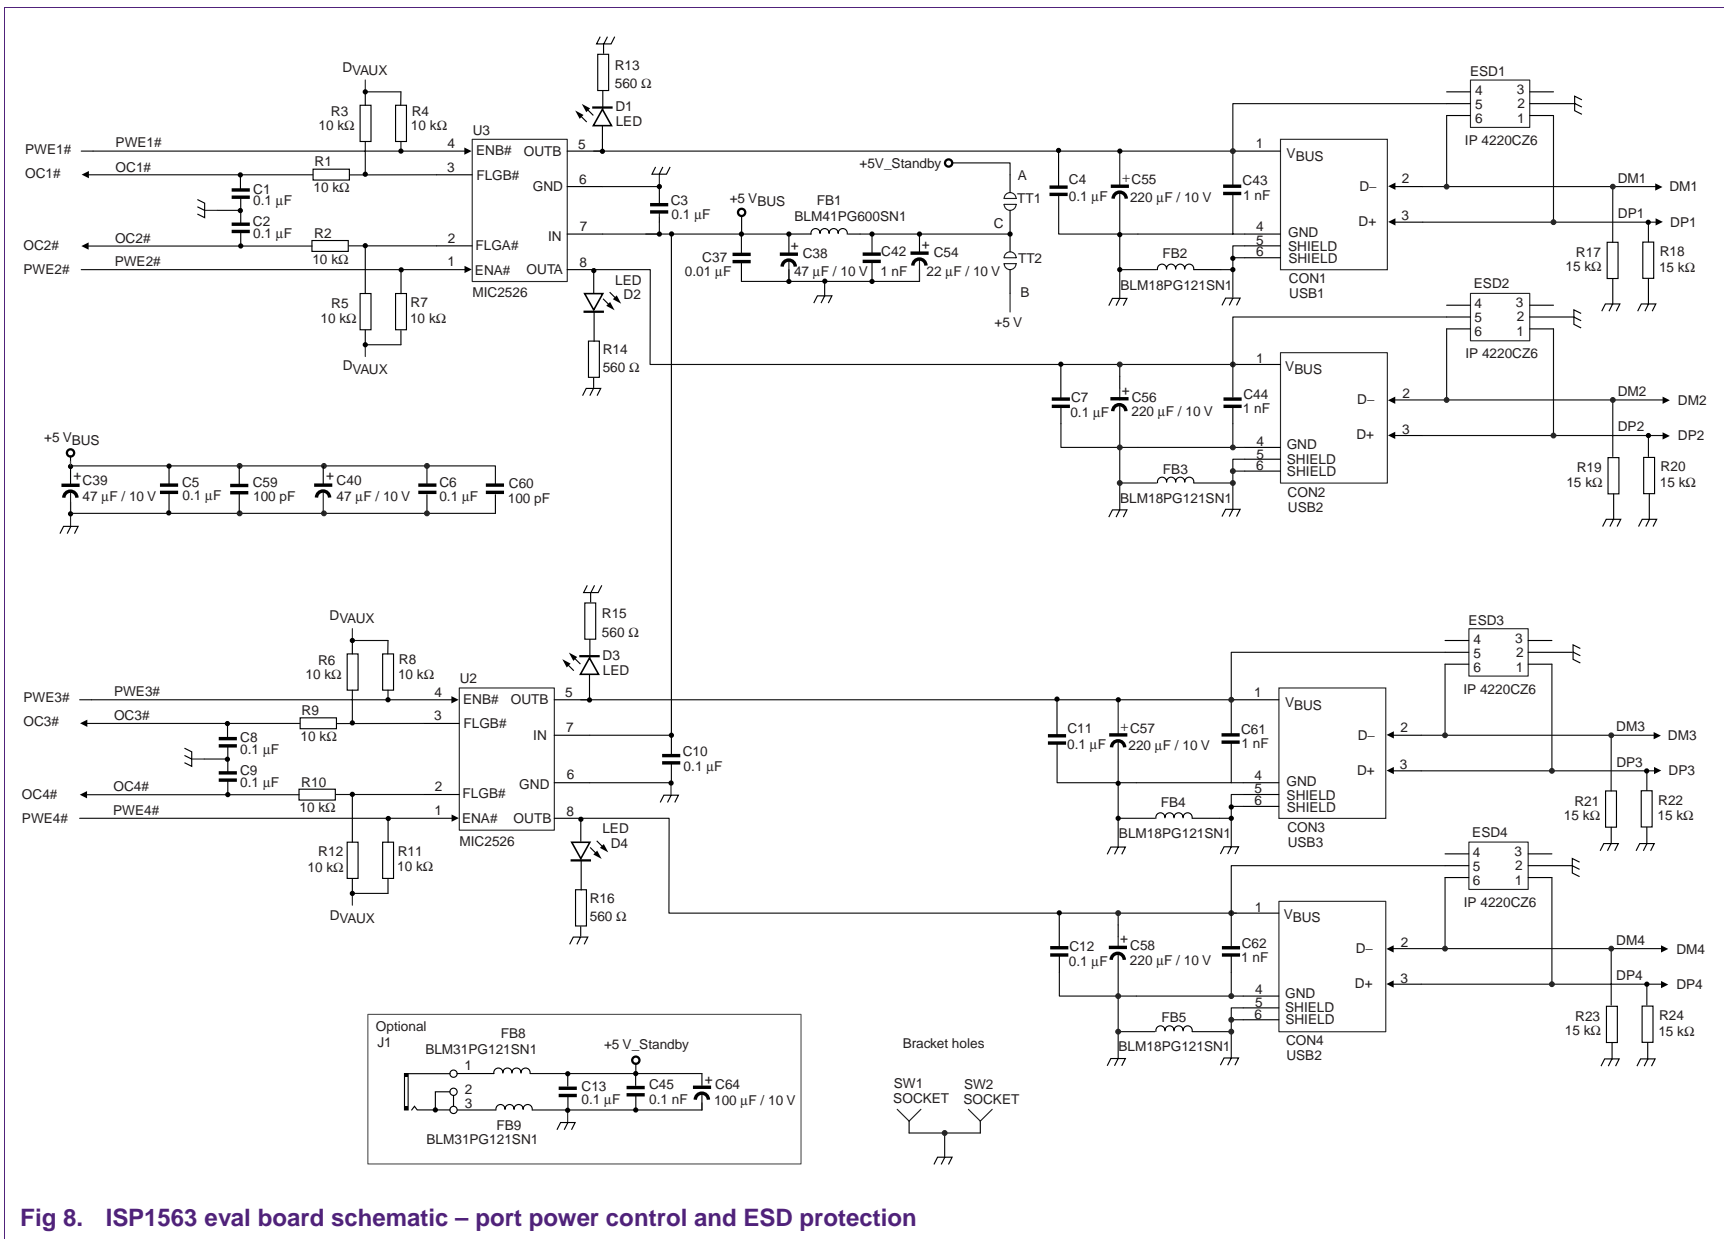 R13
560 Ω
D1
LED
DVAUX
R3
10 kΩ
R4
10 kΩ
U3
PWE1#
PWE1#
4
ENB#
OUTB
5
OC1#
OC1#
R1
10 kΩ
3
FLGB#
GND
6
C1
0.1 μF
C2
0.1 μF
C3
0.1 μF
IN
7
OC2#
OC2#
R2
10 kΩ
2
FLGA#
PWE2#
PWE2#
1
ENA#
OUTA
8
MIC2526
R5
10 kΩ
R7
10 kΩ
DVAUX
LED
D2
R14
560 Ω
+5V_Standby
A
TT1
C
TT2
B
+5 V
+5 VBUS
FB1
BLM41PG600SN1
C37
0.01 μF
+
C38
47 μF / 10 V
C42
1 nF
+
C54
22 μF / 10 V
C4
0.1 μF
+
C55
220 μF / 10 V
C43
1 nF
FB2
BLM18PG121SN1
1
VBUS
D−
2
D+
3
4
GND
5
SHIELD
6
SHIELD
CON1
USB1
ESD1
4
3
5
2
6
1
IP 4220CZ6
DM1
DM1
DP1
DP1
R17
15 kΩ
R18
15 kΩ
C7
0.1 μF
+
C56
220 μF / 10 V
C44
1 nF
FB3
BLM18PG121SN1
1
VBUS
D−
2
D+
3
4
GND
5
SHIELD
6
SHIELD
CON2
USB2
ESD2
4
3
5
2
6
1
IP 4220CZ6
DM2
DM2
DP2
DP2
R19
15 kΩ
R20
15 kΩ
+5 VBUS
+
C39
47 μF / 10 V
C5
0.1 μF
C59
100 pF
+
C40
47 μF / 10 V
C6
0.1 μF
C60
100 pF
R15
560 Ω
D3
LED
DVAUX
R6
10 kΩ
R8
10 kΩ
U2
PWE3#
PWE3#
4
ENB#
OUTB
5
OC3#
OC3#
R9
10 kΩ
3
FLGB#
IN
7
C8
0.1 μF
C9
0.1 μF
C10
0.1 μF
GND
6
OC4#
OC4#
R10
10 kΩ
2
FLGB#
PWE4#
PWE4#
1
ENA#
OUTB
8
MIC2526
R12
10 kΩ
R11
10 kΩ
DVAUX
LED
D4
R16
560 Ω
C11
0.1 μF
+
C57
220 μF / 10 V
C61
1 nF
FB4
BLM18PG121SN1
1
VBUS
D−
2
D+
3
4
GND
5
SHIELD
6
SHIELD
CON3
USB3
ESD3
4
3
5
2
6
1
IP 4220CZ6
DM3
DM3
DP3
DP3
R21
15 kΩ
R22
15 kΩ
C12
0.1 μF
+
C58
220 μF / 10 V
C62
1 nF
FB5
BLM18PG121SN1
1
VBUS
D−
2
D+
3
4
GND
5
SHIELD
6
SHIELD
CON4
USB2
ESD4
4
3
5
2
6
1
IP 4220CZ6
DM4
DM4
DP4
DP4
R23
15 kΩ
R24
15 kΩ
Optional
J1
FB8
BLM31PG121SN1
+5 V_Standby
1
2
3
C13
0.1 μF
C45
0.1 nF
+
C64
100 μF / 10 V
FB9
BLM31PG121SN1
Bracket holes
SW1
SOCKET
SW2
SOCKET
Fig 8. ISP1563 eval board schematic – port power control and ESD protection